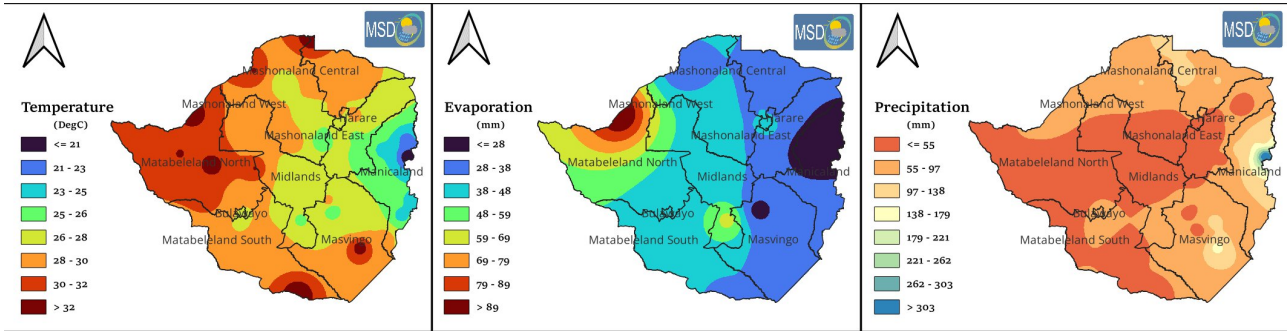 MSD
Temperature
(DegC)
<= 21
21 - 23
23 - 25
25 - 26
26 - 28
28 - 30
30 - 32
> 32
Mashonaland Central
Mashonaland West
Harare
Mashonaland East
Matabeleland North
Midlands
Manicaland
Bulawayo
Matabeleland South
Masvingo
MSD
Evaporation
(mm)
<= 28
28 - 38
38 - 48
48 - 59
59 - 69
69 - 79
79 - 89
> 89
Mashonaland Central
Mashonaland West
Harare
Mashonaland East
Matabeleland North
Midlands
Manicaland
Bulawayo
Matabeleland South
Masvingo
MSD
Precipitation
(mm)
<= 55
55 - 97
97 - 138
138 - 179
179 - 221
221 - 262
262 - 303
> 303
Mashonaland Central
Mashonaland West
Harare
Mashonaland East
Matabeleland North
Midlands
Manicaland
Bulawayo
Matabeleland South
Masvingo